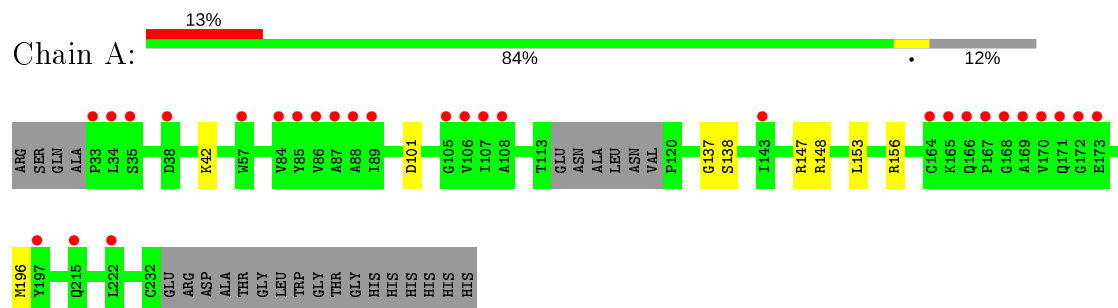 13%
Chain A:
84%
•
12%
ARG SER GLN ALA P33 L34 S35 D38 K42 W57 V84 Y85 V86 A87 A88 I89 D101 G105 V106 I107 A108 T113 GLU ASN ALA LEU ASN VAL P120 G137 S138 I143 R147 R148 L153 R156 C164 K165 Q166 P167 G168 A169 V170 Q171 G172 E173
M196 Y197 Q215 L222 C232 GLU ARG ASP ALA THR GLY LEU TRP GLY THR GLY HIS HIS HIS HIS HIS HIS